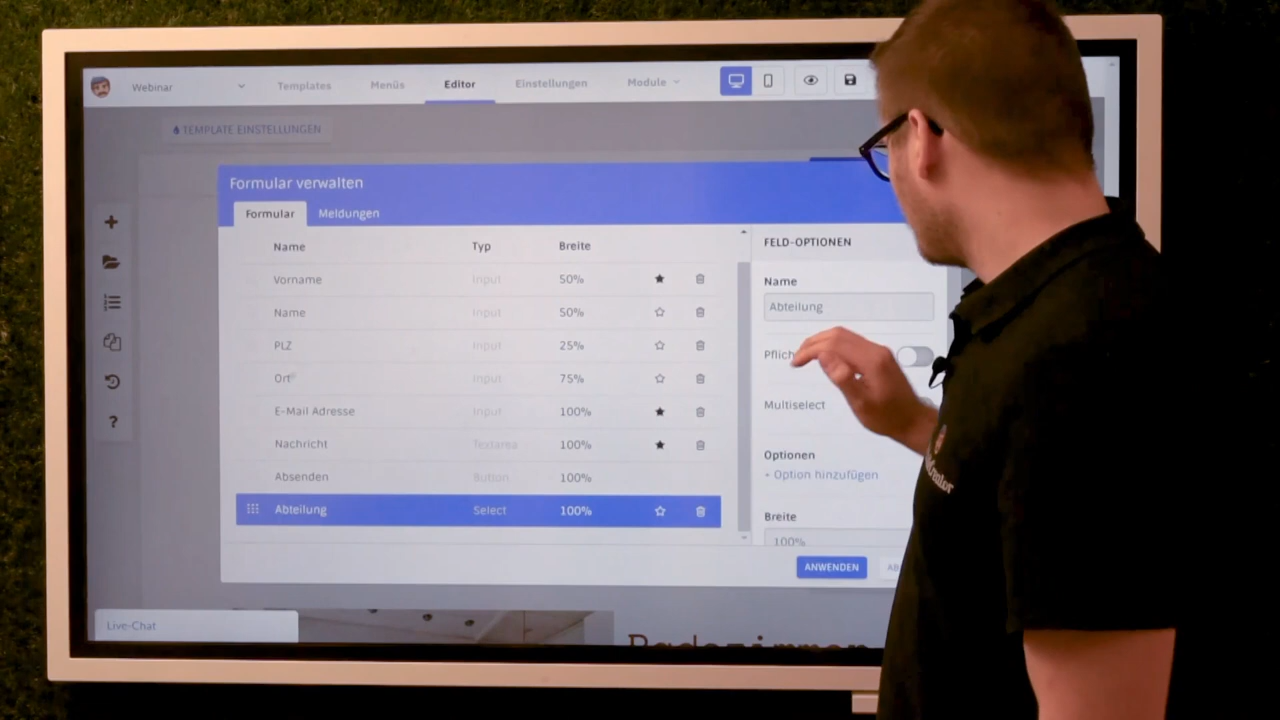 Webinar Templates Menüs Editor Einstellungen Module
TEMPLATE EINSTELLUNGEN
Formular verwalten
Formular Meldungen
Name Typ Breite
Vorname Input 50%
Name Input 50%
PLZ Input 25%
Ort Input 75%
E-Mail Adresse Input 100%
Nachricht Textarea 100%
Absenden Button 100%
Abteilung Select 100%
FELD-OPTIONEN
Name
Abteilung
Pflich
Multiselect
Optionen
+ Option hinzufügen
Breite
100%
ANWENDEN AB
Live-Chat
?